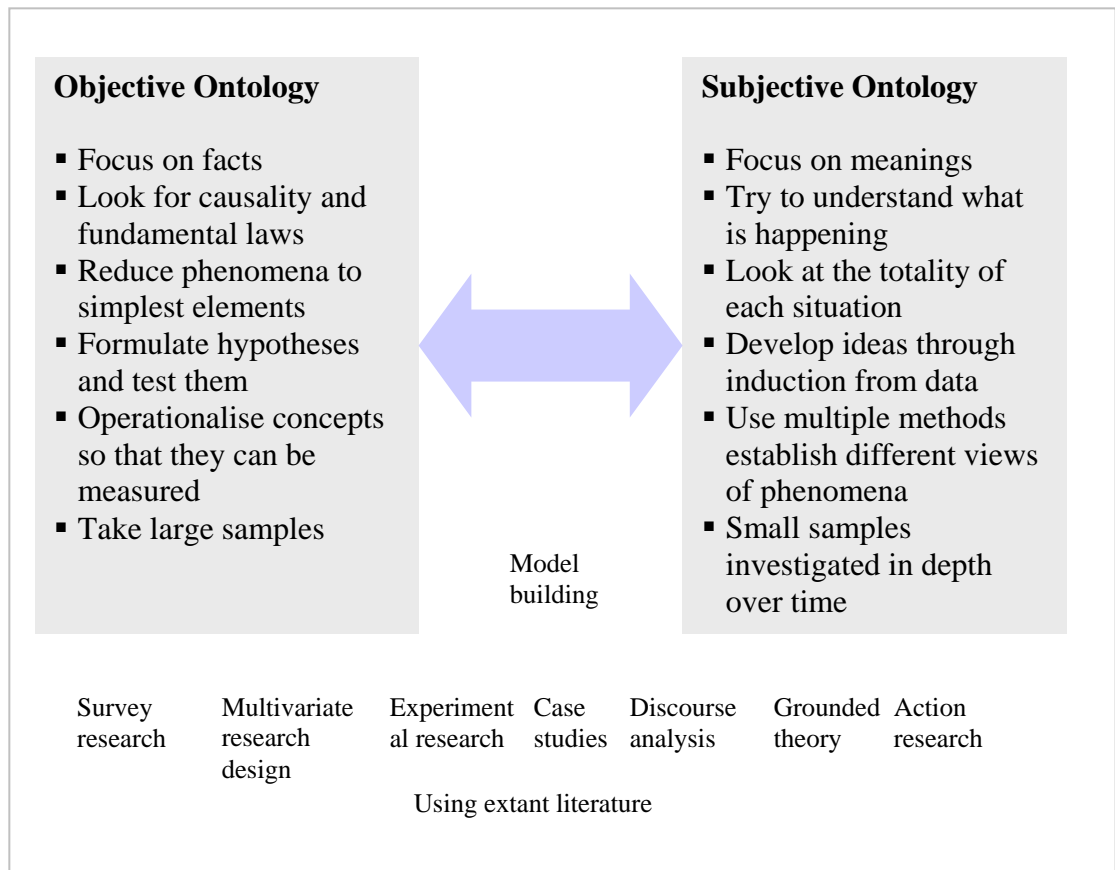 Objective Ontology
▪ Focus on facts
▪ Look for causality and
fundamental laws
▪ Reduce phenomena to
simplest elements
▪ Formulate hypotheses
and test them
▪ Operationalise concepts
so that they can be
measured
▪ Take large samples
Subjective Ontology
▪ Focus on meanings
▪ Try to understand what
is happening
▪ Look at the totality of
each situation
▪ Develop ideas through
induction from data
▪ Use multiple methods
establish different views
of phenomena
▪ Small samples
investigated in depth
over time
Model
building
Survey
research
Multivariate
research
design
Experiment
al research
Case
studies
Discourse
analysis
Grounded
theory
Action
research
Using extant literature